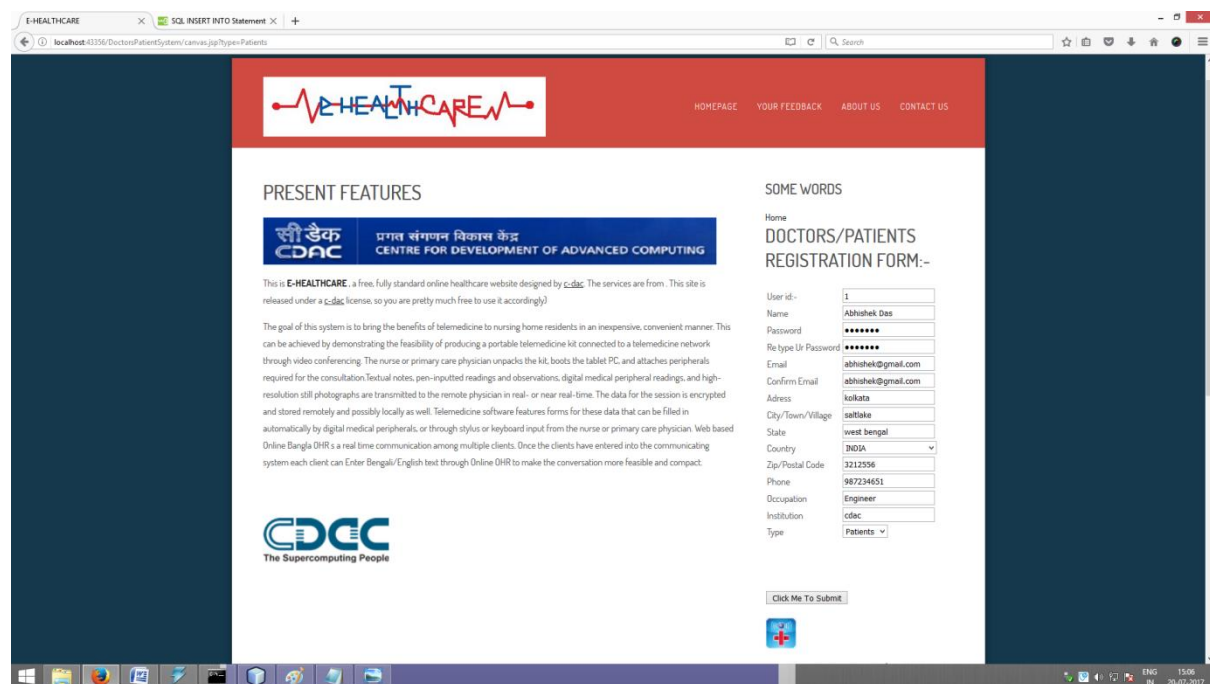 E-HEALTHCARE
SQL INSERT INTO Statement
localhost:43356/DoctorsPatientSystem/canvas.jsp?type=Patients
Search
e-HEALTHCARE
HOMEPAGE YOUR FEEDBACK ABOUT US CONTACT US
PRESENT FEATURES
सी डैक
CDAC
प्रगत संगणन विकास केंद्र
CENTRE FOR DEVELOPMENT OF ADVANCED COMPUTING
This is E-HEALTHCARE , a free, fully standard online healthcare website designed by c-dac. The services are from . This site is
released under a c-dac license, so you are pretty much free to use it accordingly)
The goal of this system is to bring the benefits of telemedicine to nursing home residents in an inexpensive, convenient manner. This
can be achieved by demonstrating the feasibility of producing a portable telemedicine kit connected to a telemedicine network
through video conferencing. The nurse or primary care physician unpacks the kit, boots the tablet PC, and attaches peripherals
required for the consultation.Textual notes, pen-inputted readings and observations, digital medical peripheral readings, and high-
resolution still photographs are transmitted to the remote physician in real- or near real-time. The data for the session is encrypted
and stored remotely and possibly locally as well. Telemedicine software features forms for these data that can be filled in
automatically by digital medical peripherals, or through stylus or keyboard input from the nurse or primary care physician. Web based
Online Bangla OHR s a real time communication among multiple clients. Once the clients have entered into the communicating
system each client can Enter Bengali/English text through Online OHR to make the conversation more feasible and compact.
CDAC
The Supercomputing People
SOME WORDS
Home
DOCTORS/PATIENTS
REGISTRATION FORM:-
User id:- 1
Name Abhishek Das
Password •••••••
Re type Ur Password •••••••
Email abhishek@gmail.com
Confirm Email abhishek@gmail.com
Adress kolkata
City/Town/Village saltlake
State west bengal
Country INDIA
Zip/Postal Code 3212556
Phone 987234651
Occupation Engineer
Institution cdac
Type Patients
Click Me To Submit
ENG 15:06
IN 20-07-2017